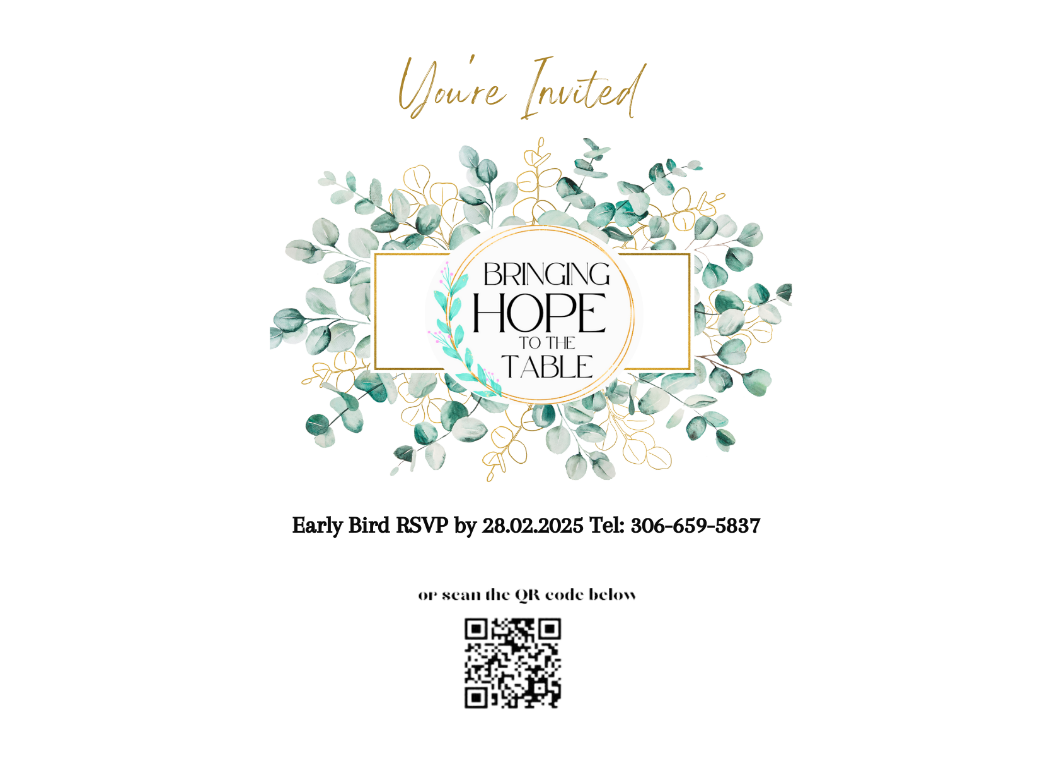 You're Invited
BRINGING
HOPE
TO THE
TABLE
Early Bird RSVP by 28.02.2025 Tel: 306-659-5837
or scan the QR code below